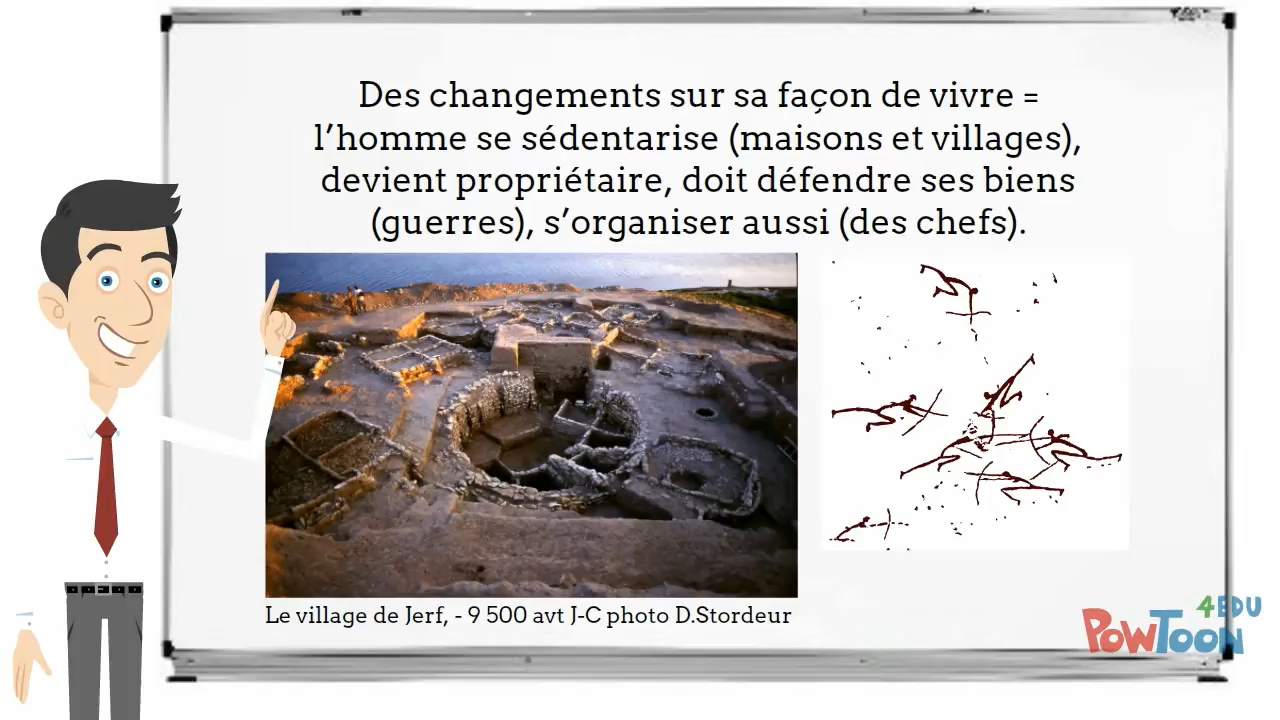 Des changements sur sa façon de vivre =
l’homme se sédentarise (maisons et villages),
devient propriétaire, doit défendre ses biens
(guerres), s’organiser aussi (des chefs).
Le village de Jerf, - 9 500 avt J-C photo D.Stordeur
4EDU
POWTOON